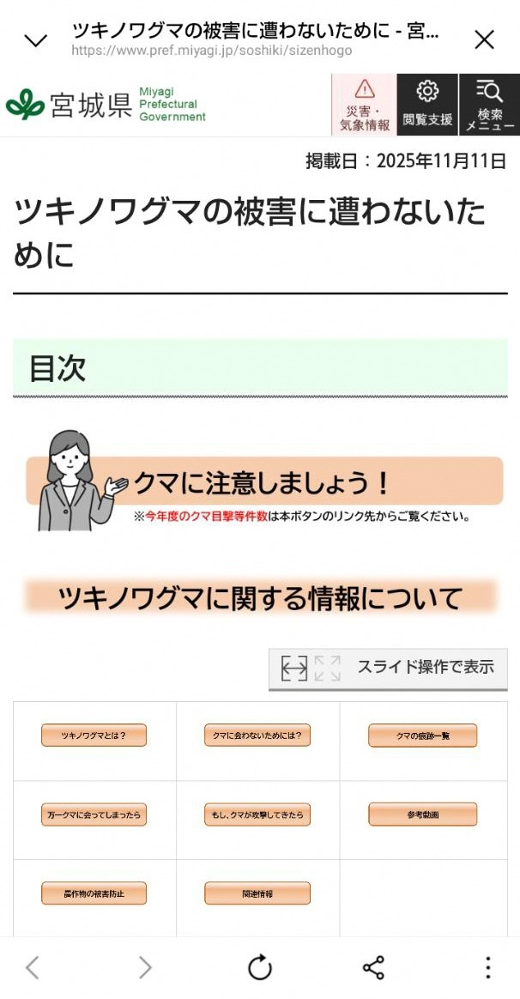 ツキノワグマの被害に遭わないために - 宮...
https://www.pref.miyagi.jp/soshiki/sizenhogo
宮城県
Miyagi
Prefectural
Government
災害・
気象情報
閲覧支援
検索
メニュー
掲載日：2025年11月11日
ツキノワグマの被害に遭わないた
めに
目次
クマに注意しましょう！
※今年度のクマ目撃等件数は本ボタンのリンク先からご覧ください。
ツキノワグマに関する情報について
スライド操作で表示
ツキノワグマとは？
クマに会わないためには？
クマの痕跡一覧
万一クマに会ってしまったら
もし、クマが攻撃してきたら
参考動画
農作物の被害防止
関連情報